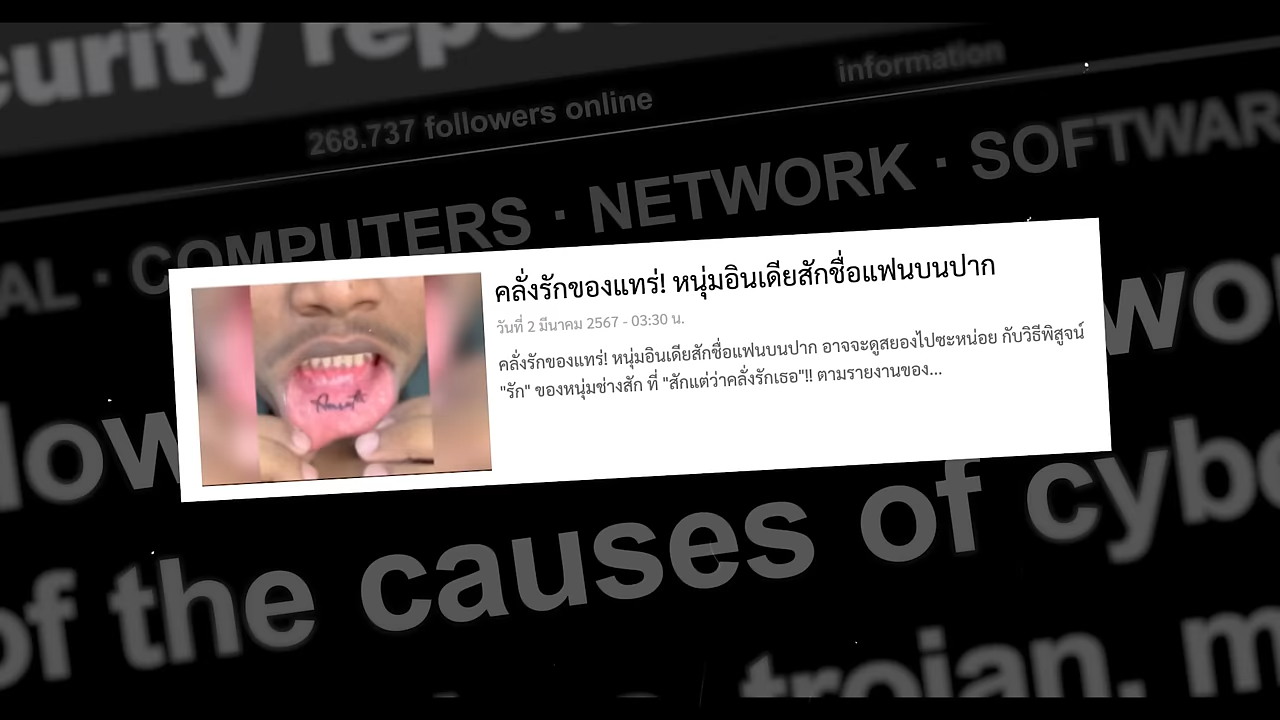 curity repor
268.737 followers online
information
AL · COMPUTERS · NETWORK · SOFTWAR
คลั่งรักของแทร่! หนุ่มอินเดียสักชื่อแฟนบนปาก
วันที่ 2 มีนาคม 2567 - 03:30 น.
คลั่งรักของแทร่! หนุ่มอินเดียสักชื่อแฟนบนปาก อาจจะดูสยองไปซะหน่อย กับวิธีพิสูจน์
"รัก" ของหนุ่มช่างสัก ที่ "สักแต่ว่าคลั่งรักเธอ"!! ตามรายงานของ...
of the causes of cybe
trojan, m